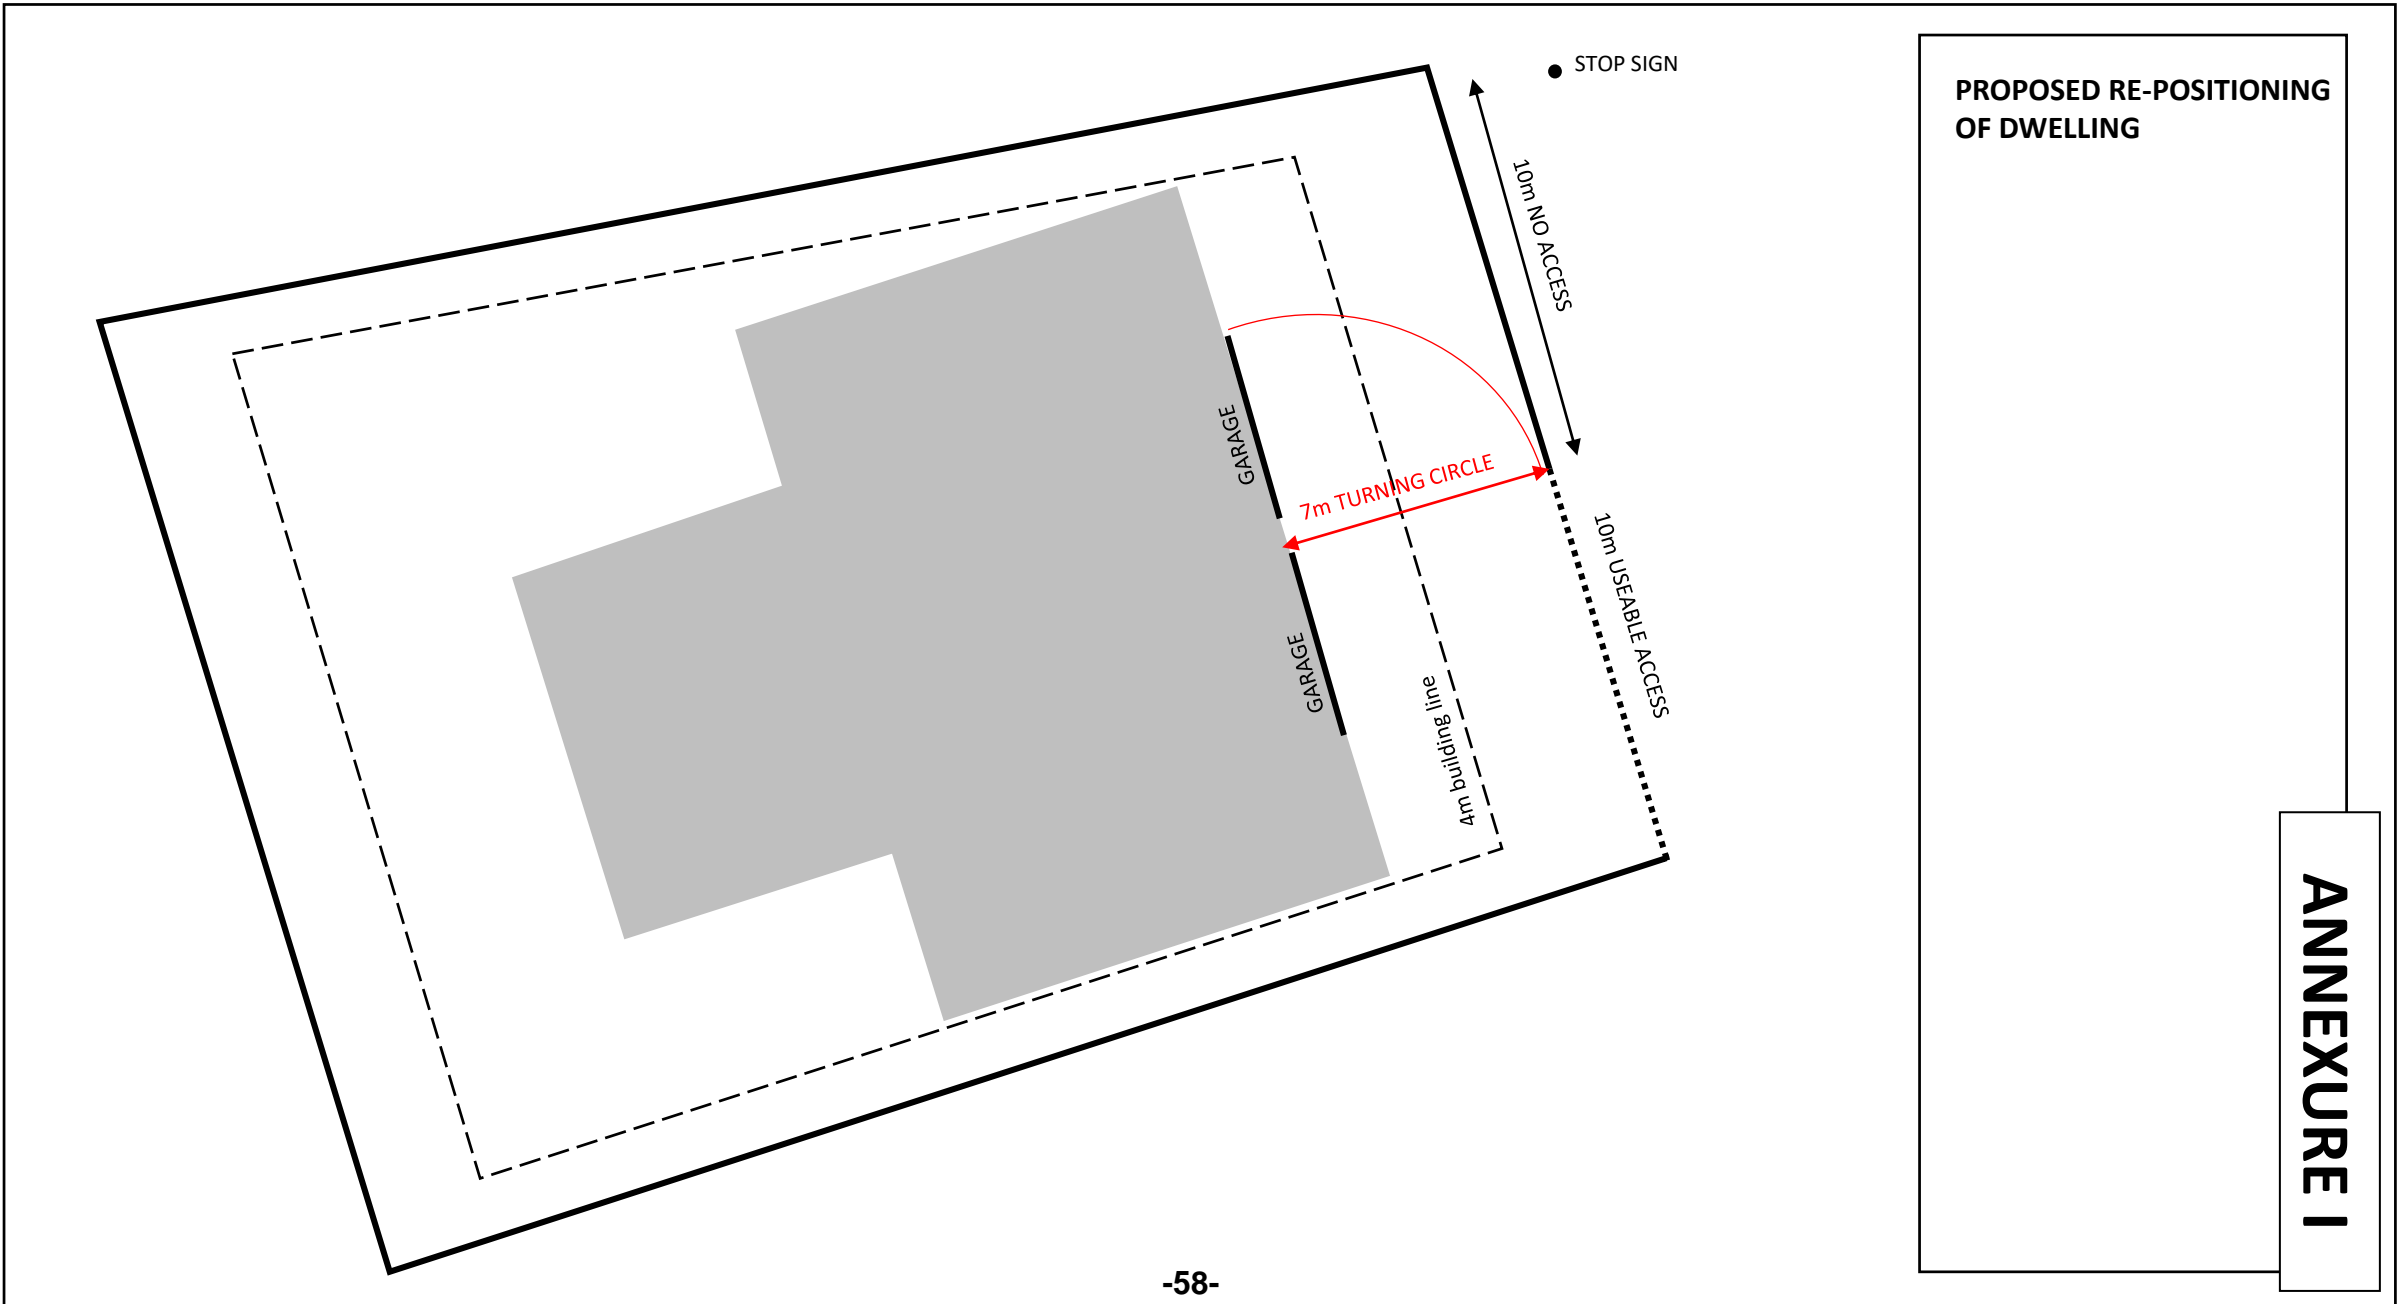 STOP SIGN
PROPOSED RE-POSITIONING
OF DWELLING
10m NO ACCESS
GARAGE
7m TURNING CIRCLE
10m USEABLE ACCESS
GARAGE
4m building line
ANNEXURE I
-58-